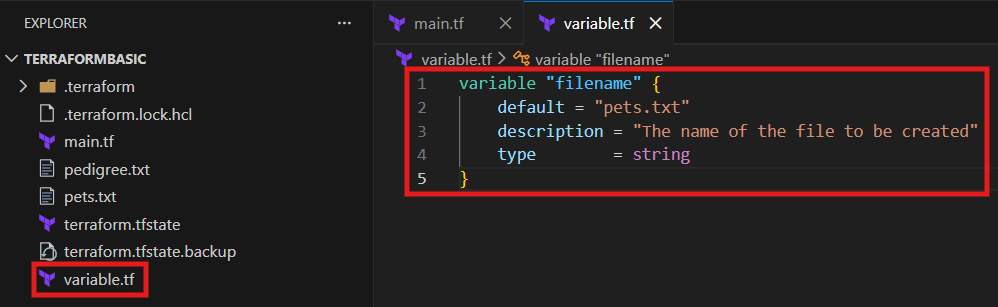 EXPLORER
TERRAFORMBASIC
.terraform
.terraform.lock.hcl
main.tf
pedigree.txt
pets.txt
terraform.tfstate
terraform.tfstate.backup
variable.tf
main.tf
variable.tf
variable.tf > variable "filename"
1 variable "filename" {
2 default = "pets.txt"
3 description = "The name of the file to be created"
4 type = string
5 }